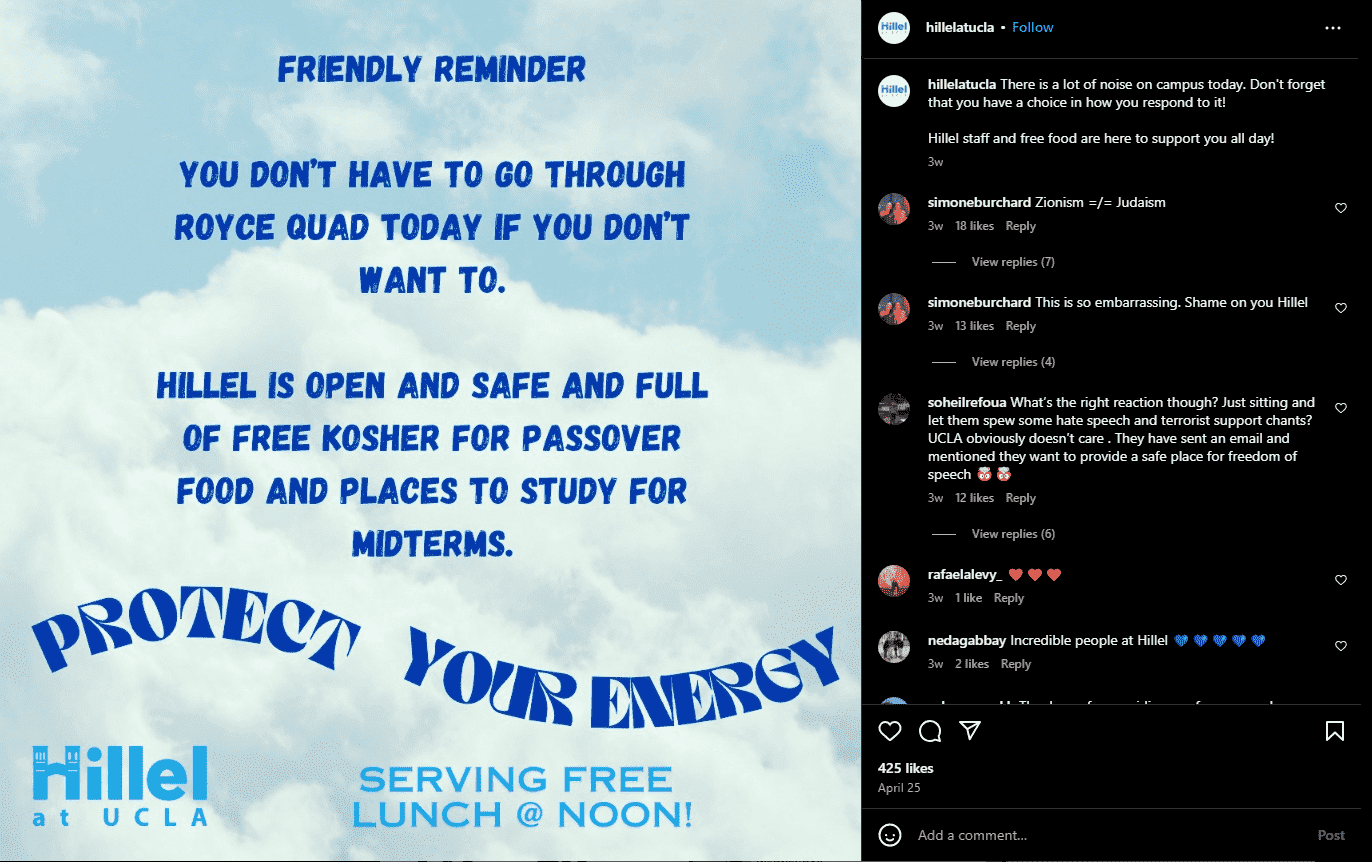 FRIENDLY REMINDER
YOU DON'T HAVE TO GO THROUGH
ROYCE QUAD TODAY IF YOU DON'T
WANT TO.
HILLEL IS OPEN AND SAFE AND FULL
OF FREE KOSHER FOR PASSOVER
FOOD AND PLACES TO STUDY FOR
MIDTERMS.
PROTECT YOUR ENERGY
Hillel
at UCLA
SERVING FREE
LUNCH @ NOON!
Hillel
hillelatucla • Follow
Hillel
hillelatucla There is a lot of noise on campus today. Don't forget
that you have a choice in how you respond to it!
Hillel staff and free food are here to support you all day!
3w
simoneburchard Zionism =/= Judaism
3w 18 likes Reply
View replies (7)
simoneburchard This is so embarrassing. Shame on you Hillel
3w 13 likes Reply
View replies (4)
soheilrefoua What's the right reaction though? Just sitting and
let them spew some hate speech and terrorist support chants?
UCLA obviously doesn't care . They have sent an email and
mentioned they want to provide a safe place for freedom of
speech 🤡 🤡
3w 12 likes Reply
View replies (6)
rafaelalevy_ ❤️ ❤️ ❤️
3w 1 like Reply
nedagabbay Incredible people at Hillel 💙 💙 💙 💙 💙
3w 2 likes Reply
425 likes
April 25
Add a comment...
Post